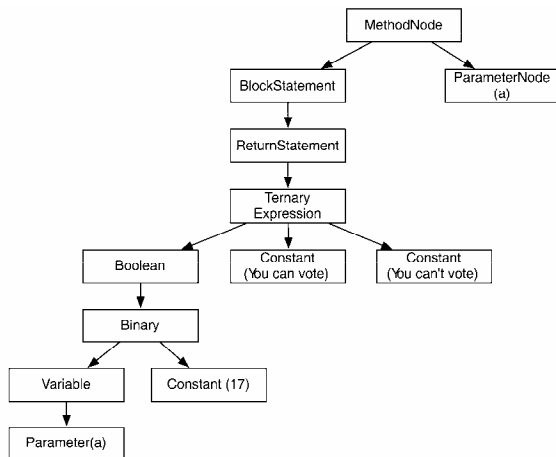 MethodNode
BlockStatement
ParameterNode
(a)
ReturnStatement
Ternary
Expression
Boolean
Constant
(You can vote)
Constant
(You can't vote)
Binary
Variable
Constant (17)
Parameter(a)